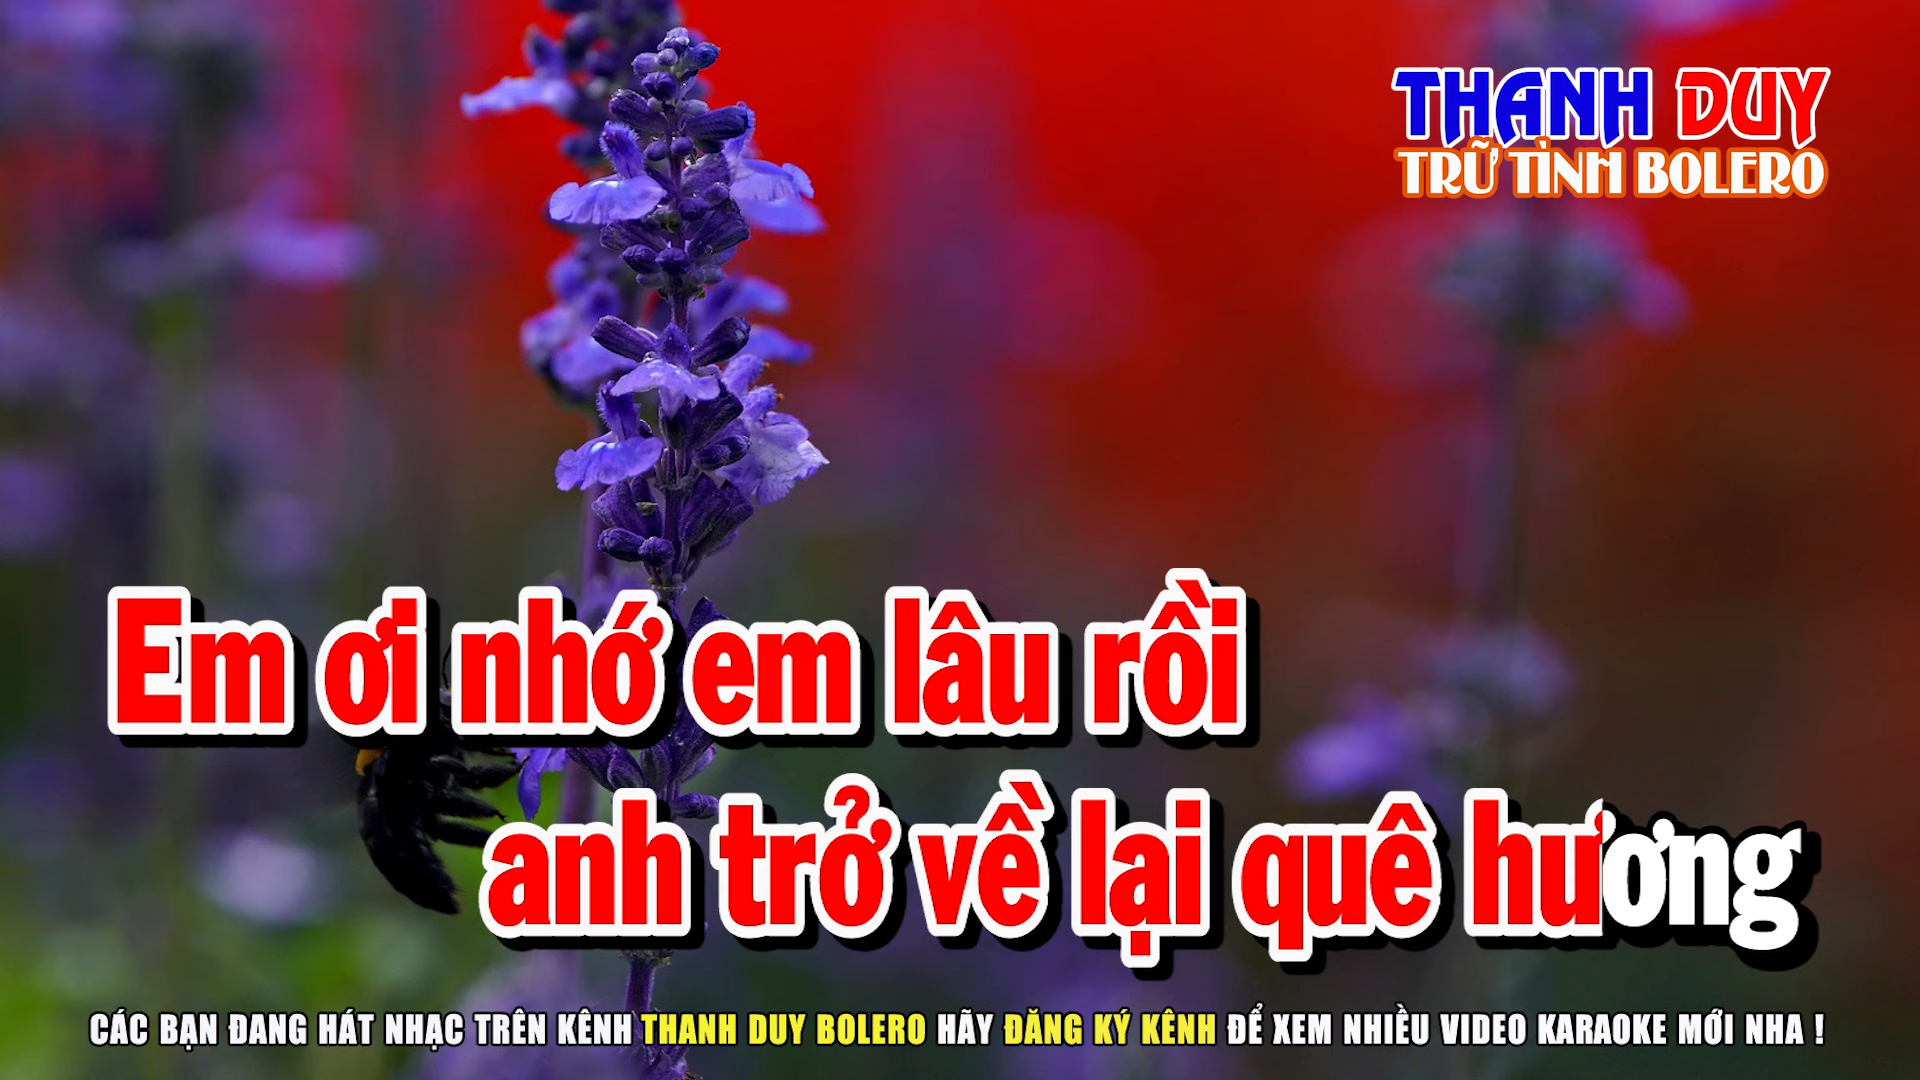 THANH DUY
TRỮ TÌNH BOLERO
Em ơi nhớ em lâu rồi
anh trở về lại quê hương
CÁC BẠN ĐANG HÁT NHẠC TRÊN KÊNH THANH DUY BOLERO HÃY ĐĂNG KÝ KÊNH ĐỂ XEM NHIỀU VIDEO KARAOKE MỚI NHA !